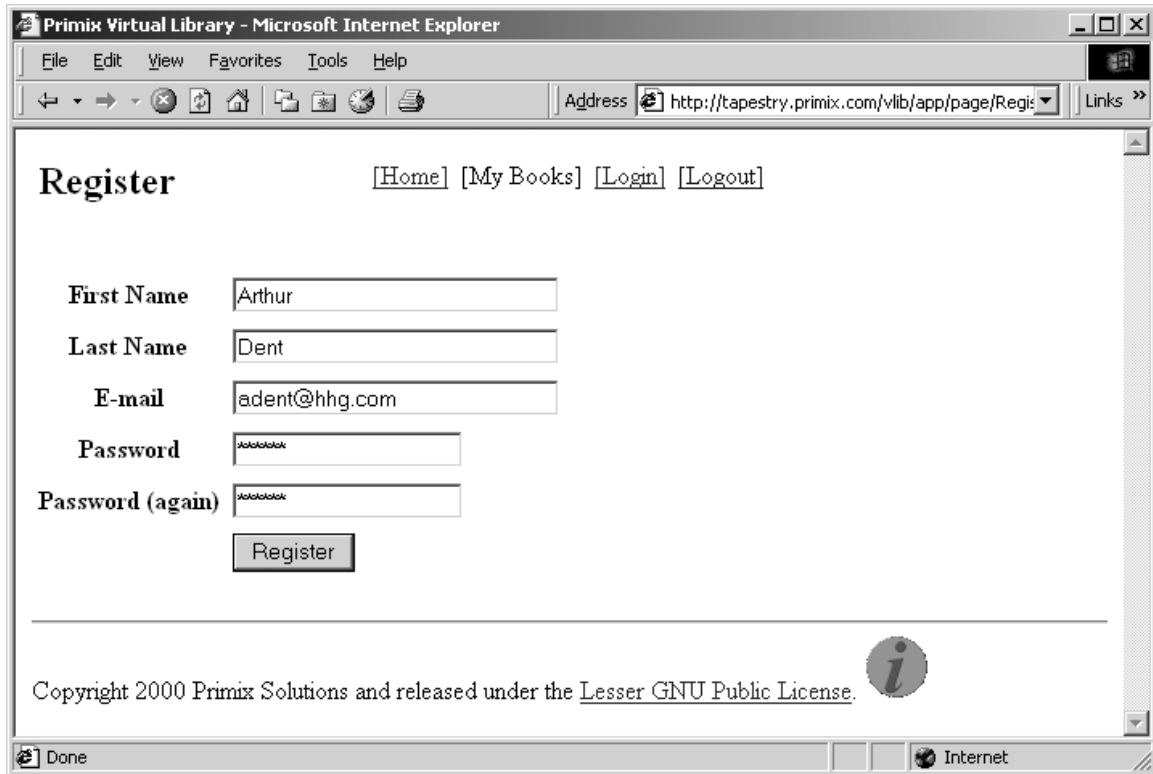 Primix Virtual Library - Microsoft Internet Explorer
File Edit View Favorites Tools Help
Address http://tapestry.primix.com/vlib/app/page/Regis Links »
Register [Home] [My Books] [Login] [Logout]
First Name Arthur
Last Name Dent
E-mail adent@hhg.com
Password *******
Password (again) *******
Register
Copyright 2000 Primix Solutions and released under the Lesser GNU Public License. i
Done Internet